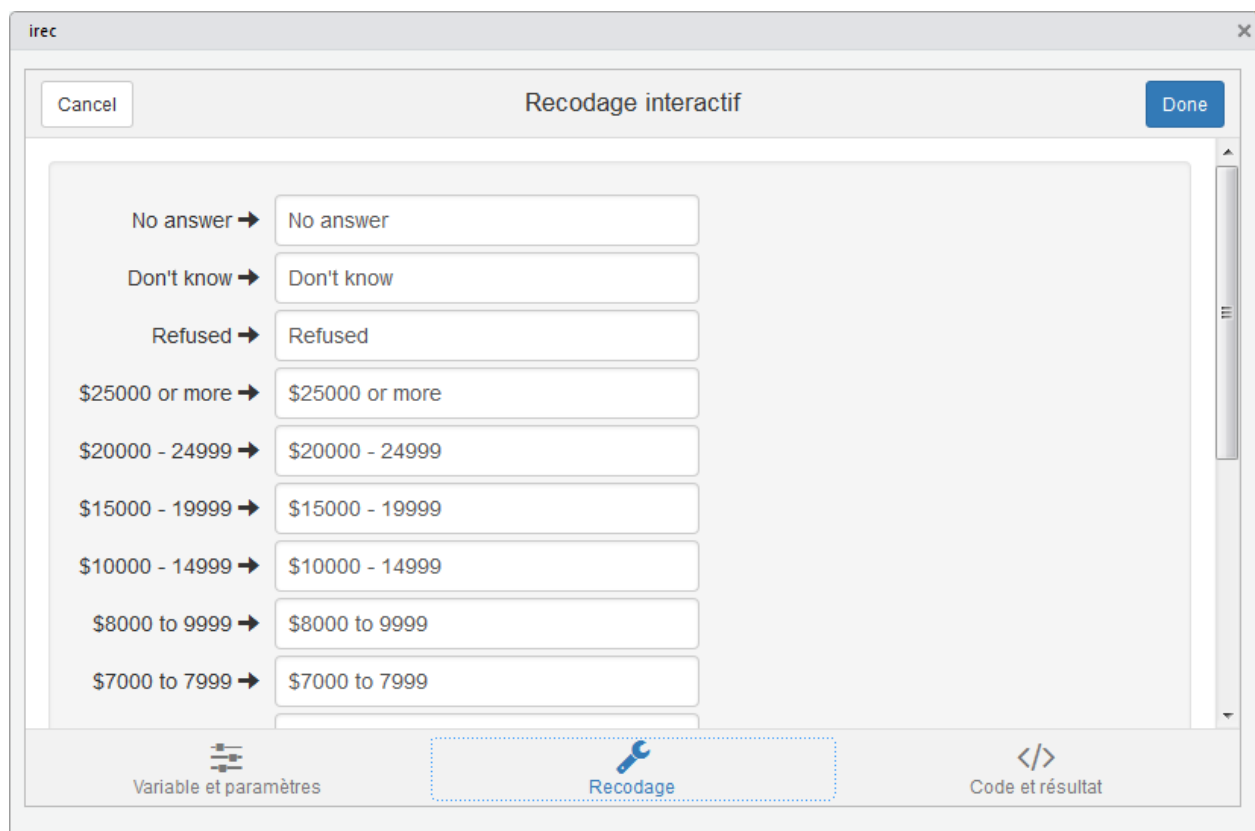 irec
Cancel Recodage interactif Done
No answer No answer
Don't know Don't know
Refused Refused
$25000 or more $25000 or more
$20000 - 24999 $20000 - 24999
$15000 - 19999 $15000 - 19999
$10000 - 14999 $10000 - 14999
$8000 to 9999 $8000 to 9999
$7000 to 7999 $7000 to 7999
Variable et paramètres Recodage Code et résultat